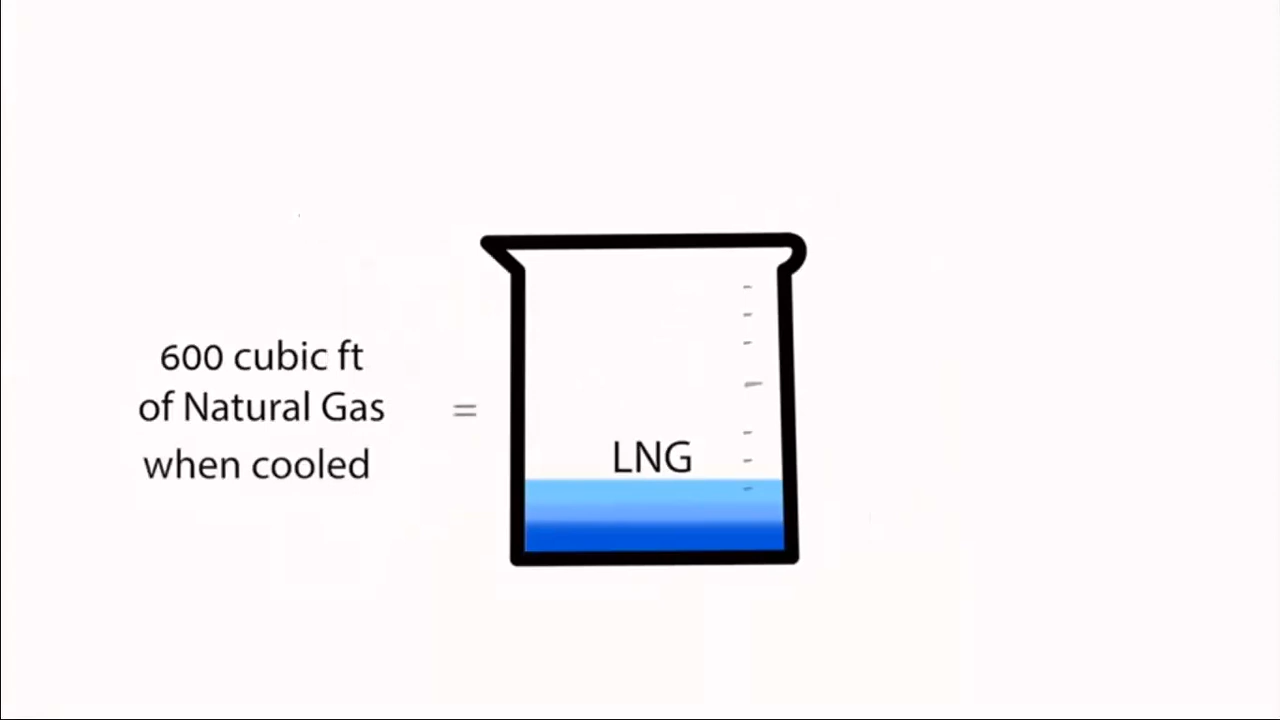 600 cubic ft
of Natural Gas
when cooled
=
LNG